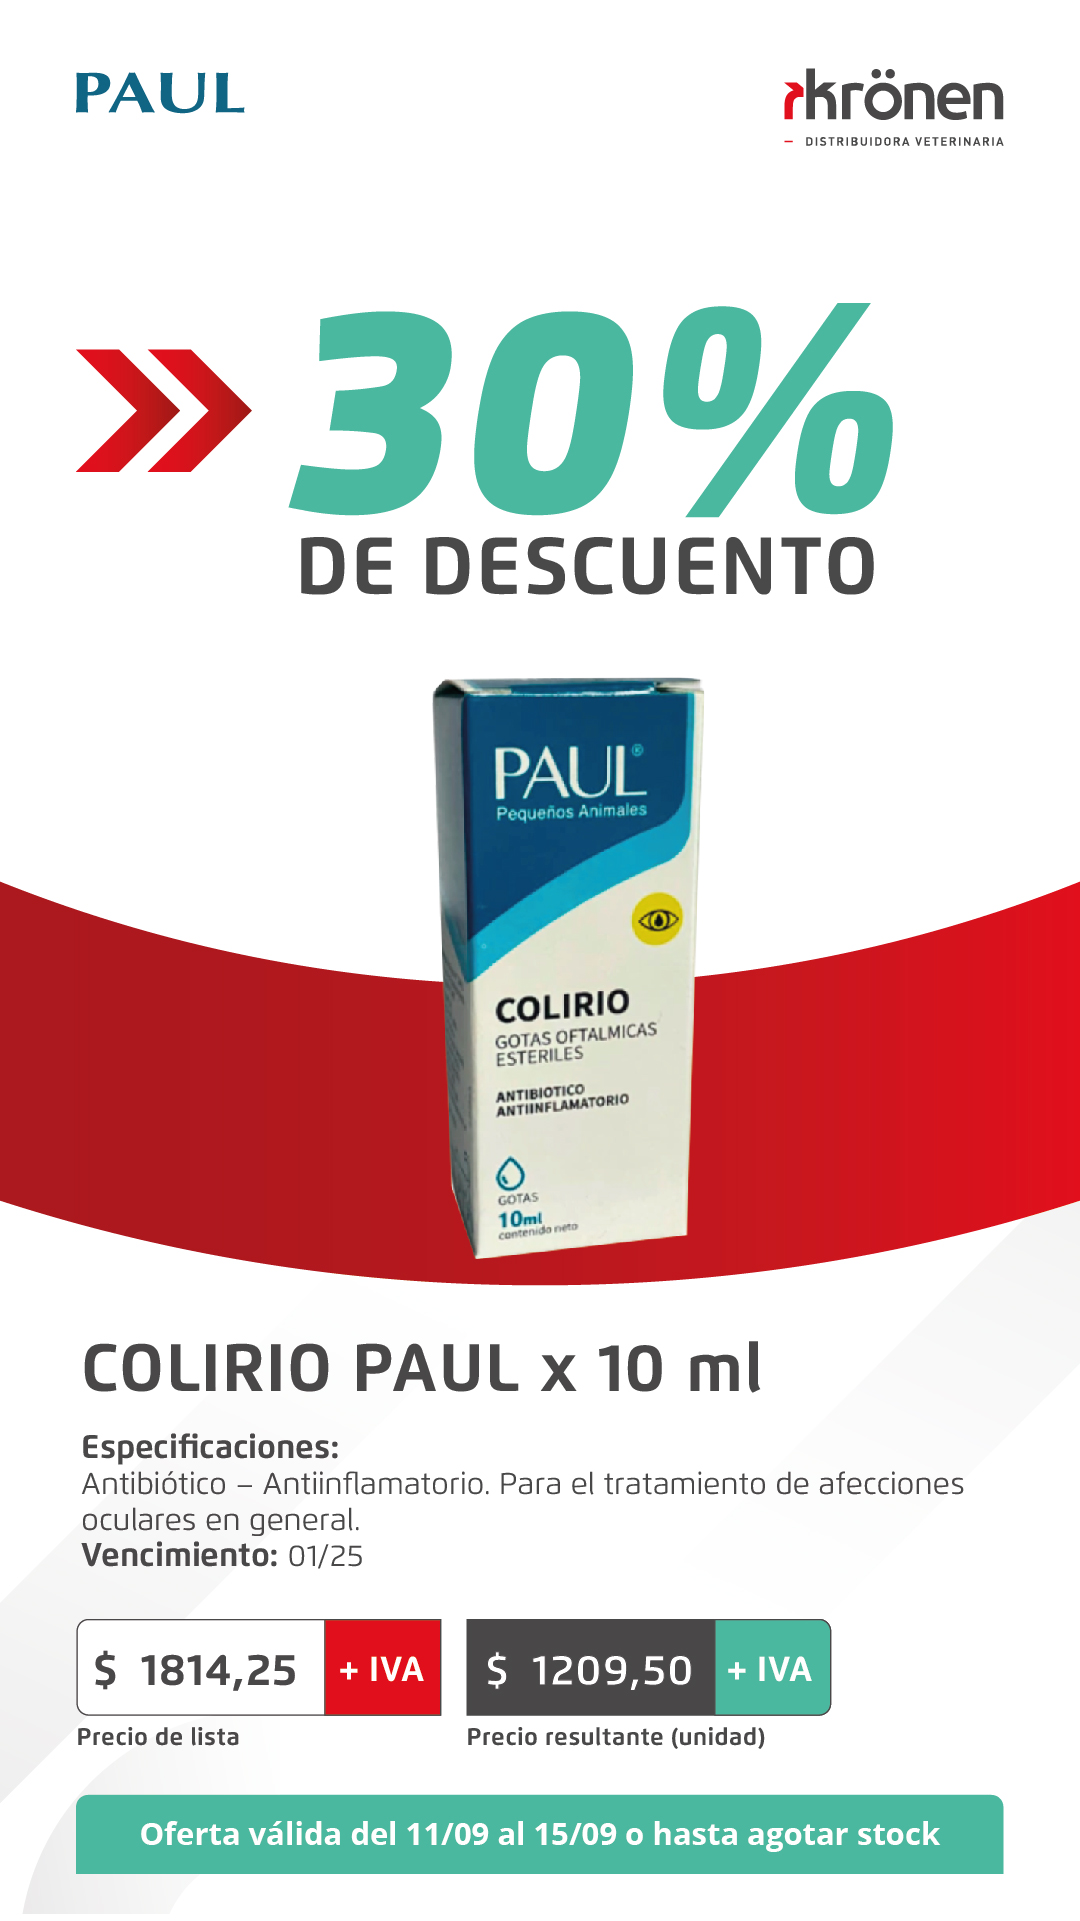 PAUL
krönen
DISTRIBUIDORA VETERINARIA
30%
DE DESCUENTO
PAUL®
Pequeños Animales
COLIRIO
GOTAS OFTALMICAS
ESTERILES
ANTIBIOTICO
ANTIINFLAMATORIO
GOTAS
10ml
contenido neto
COLIRIO PAUL x 10 ml
Especificaciones:
Antibiótico – Antiinflamatorio. Para el tratamiento de afecciones
oculares en general.
Vencimiento: 01/25
$ 1814,25 + IVA
Precio de lista
$ 1209,50 + IVA
Precio resultante (unidad)
Oferta válida del 11/09 al 15/09 o hasta agotar stock